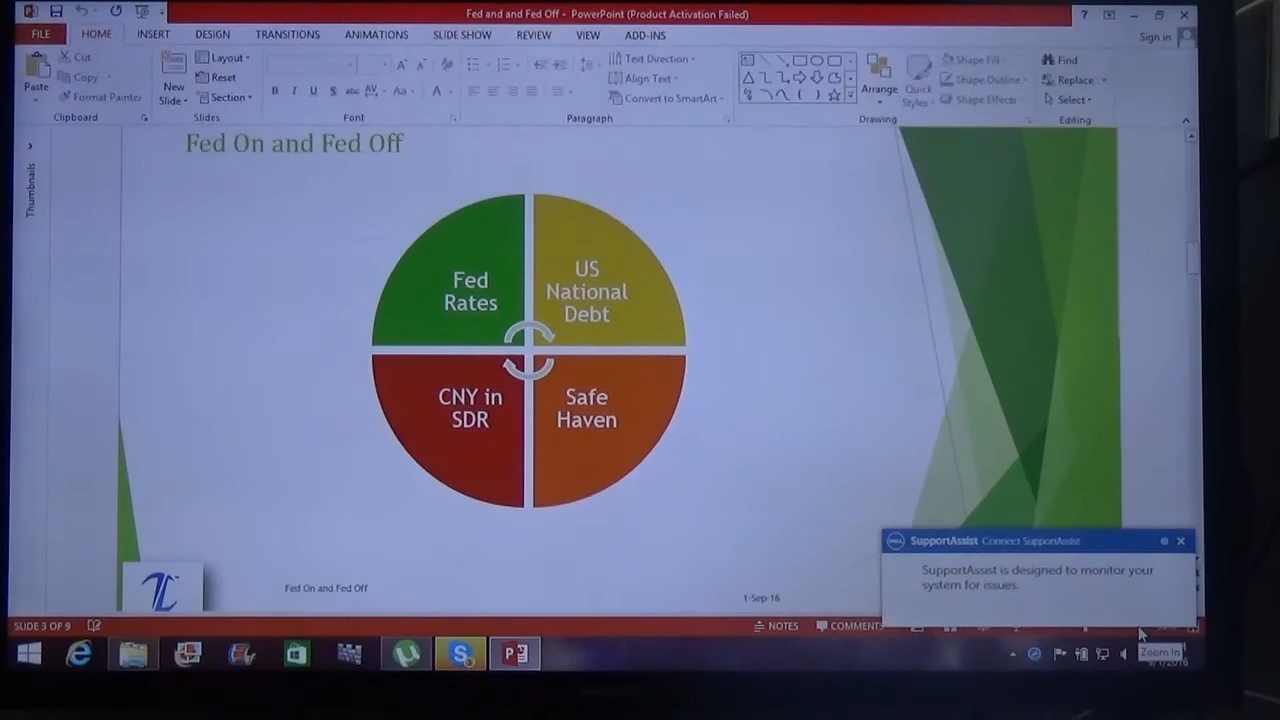 Fed and and Fed Off - PowerPoint (Product Activation Failed)
?
FILE HOME INSERT DESIGN TRANSITIONS ANIMATIONS SLIDE SHOW REVIEW VIEW ADD-INS
Sign in
Paste
Cut
Copy
Format Painter
Clipboard
New
Slide
Layout
Reset
Section
Slides
B I U S abc AV Aa A
Font
Text Direction
Align Text
Convert to SmartArt
Paragraph
Arrange
Quick
Styles
Shape Fill
Shape Outline
Shape Effects
Drawing
Find
Replace
Select
Editing
Thumbnails
Fed On and Fed Off
Fed
Rates
US
National
Debt
CNY in
SDR
Safe
Haven
Fed On and Fed Off
1-Sep-16
DELL SupportAssist Connect SupportAssist
SupportAssist is designed to monitor your
system for issues.
SLIDE 3 OF 9
NOTES
COMMENTS
Zoom In